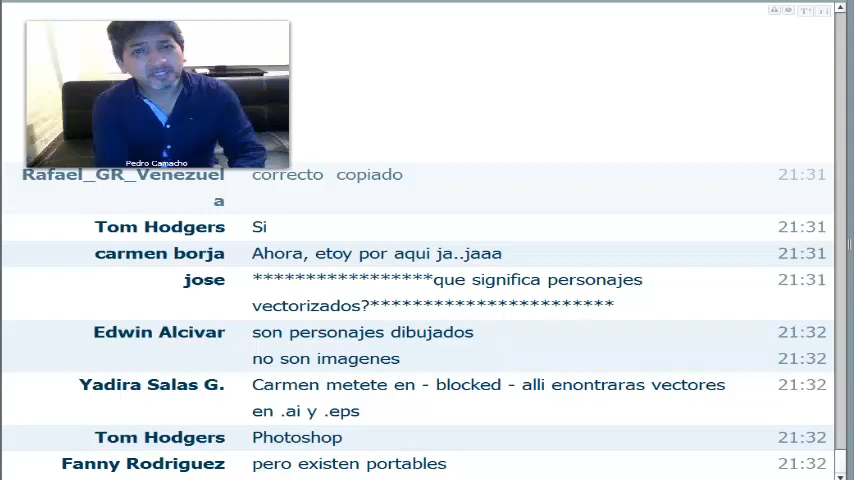 Pedro Camacho
Rafael_GR_Venezuel
a
correcto copiado 21:31
Tom Hodgers Si 21:31
carmen borja Ahora, etoy por aqui ja..jaaa 21:31
jose *****************que significa personajes 21:31
vectorizados?***********************
Edwin Alcivar son personajes dibujados 21:32
no son imagenes 21:32
Yadira Salas G. Carmen metete en - blocked - alli enontraras vectores 21:32
en .ai y .eps
Tom Hodgers Photoshop 21:32
Fanny Rodriguez pero existen portables 21:32